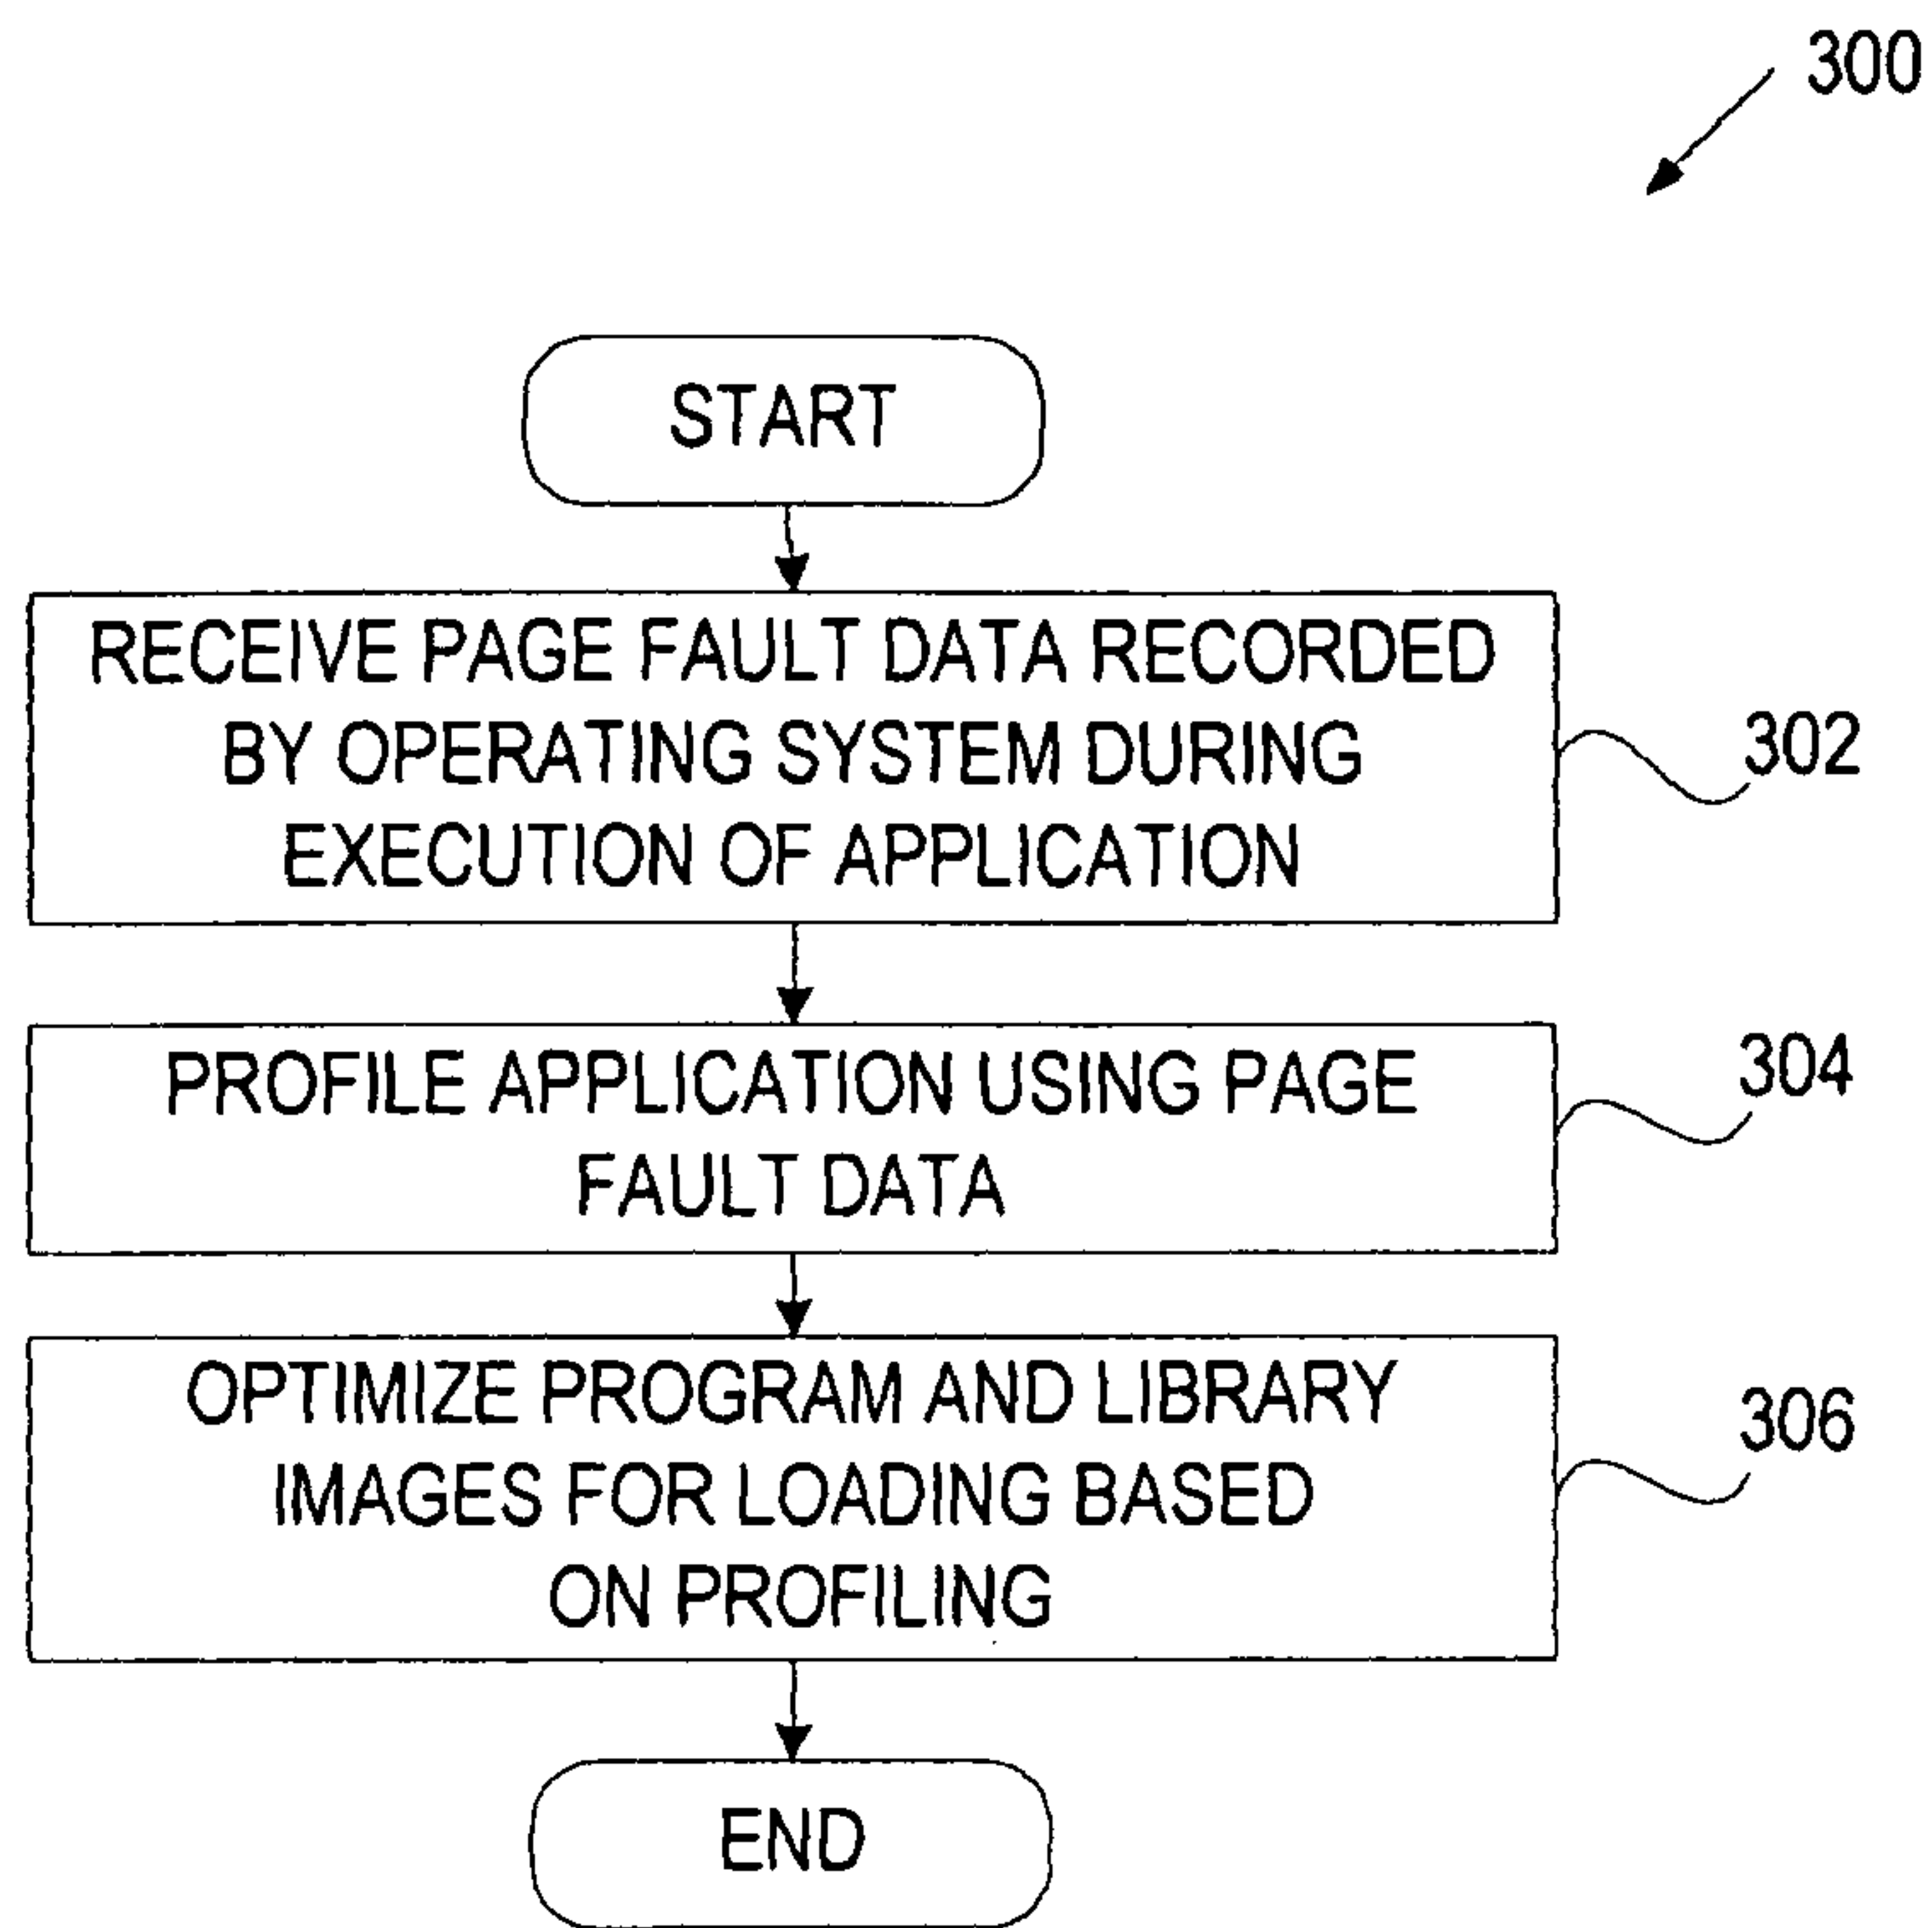 300
START
RECEIVE PAGE FAULT DATA RECORDED
BY OPERATING SYSTEM DURING
EXECUTION OF APPLICATION
302
PROFILE APPLICATION USING PAGE
FAULT DATA
304
OPTIMIZE PROGRAM AND LIBRARY
IMAGES FOR LOADING BASED
ON PROFILING
306
END